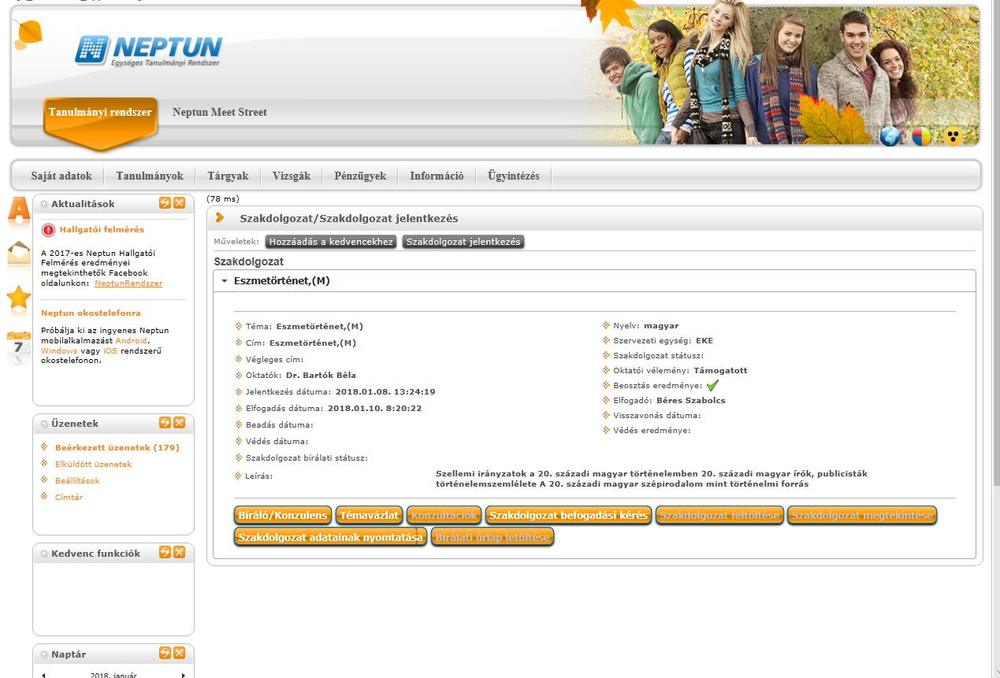 NEPTUN
Egységes Tanulmányi Rendszer
Tanulmányi rendszer
Neptun Meet Street
Saját adatok
Tanulmányok
Tárgyak
Vizsgák
Pénzügyek
Információ
Ügyintézés
Aktualitások
Hallgatói felmérés
A 2017-es Neptun Hallgatói
Felmérés eredményei
megtekinthetők Facebook
oldalunkon: NeptunRendszer
Neptun okostelefonra
Próbálja ki az ingyenes Neptun
mobilalkalmazást Android,
Windows vagy iOS rendszerű
okostelefonon.
7
Üzenetek
Beérkezett üzenetek (179)
Elküldött üzenetek
Beállítások
Címtár
Kedvenc funkciók
Naptár
2018. január
(78 ms)
Szakdolgozat/Szakdolgozat jelentkezés
Műveletek: Hozzáadás a kedvencekhez Szakdolgozat jelentkezés
Szakdolgozat
Eszmetörténet,(M)
Téma: Eszmetörténet,(M)
Cím: Eszmetörténet,(M)
Végleges cím:
Oktatók: Dr. Bartók Béla
Jelentkezés dátuma: 2018.01.08. 13:24:19
Elfogadás dátuma: 2018.01.10. 8:20:22
Beadás dátuma:
Védés dátuma:
Szakdolgozat bírálati státusz:
Nyelv: magyar
Szervezeti egység: EKE
Szakdolgozat státusz:
Oktatói vélemény: Támogatott
Beosztás eredménye:
Elfogadó: Béres Szabolcs
Visszavonás dátuma:
Védés eredménye:
Leírás: Szellemi irányzatok a 20. századi magyar történelemben 20. századi magyar írók, publicisták
történelemszemlélete A 20. századi magyar szépirodalom mint történelmi forrás
Bíráló/Konzulens Témavázlat Konzultációk Szakdolgozat befogadási kérés Szakdolgozat feltöltése Szakdolgozat megtekintése
Szakdolgozat adatainak nyomtatása Bírálati űrlap letöltése